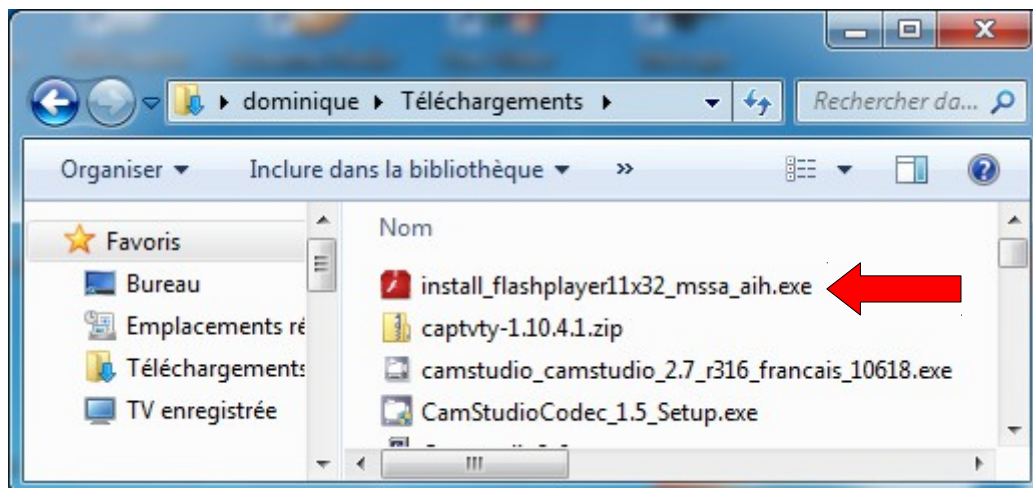 dominique Téléchargements
Rechercher da...
Organiser
Inclure dans la bibliothèque
»
Favoris
Bureau
Emplacements ré
Téléchargements
TV enregistrée
Nom
install_flashplayer11x32_mssa_aih.exe
captvty-1.10.4.1.zip
camstudio_camstudio_2.7_r316_francais_10618.exe
CamStudioCodec_1.5_Setup.exe